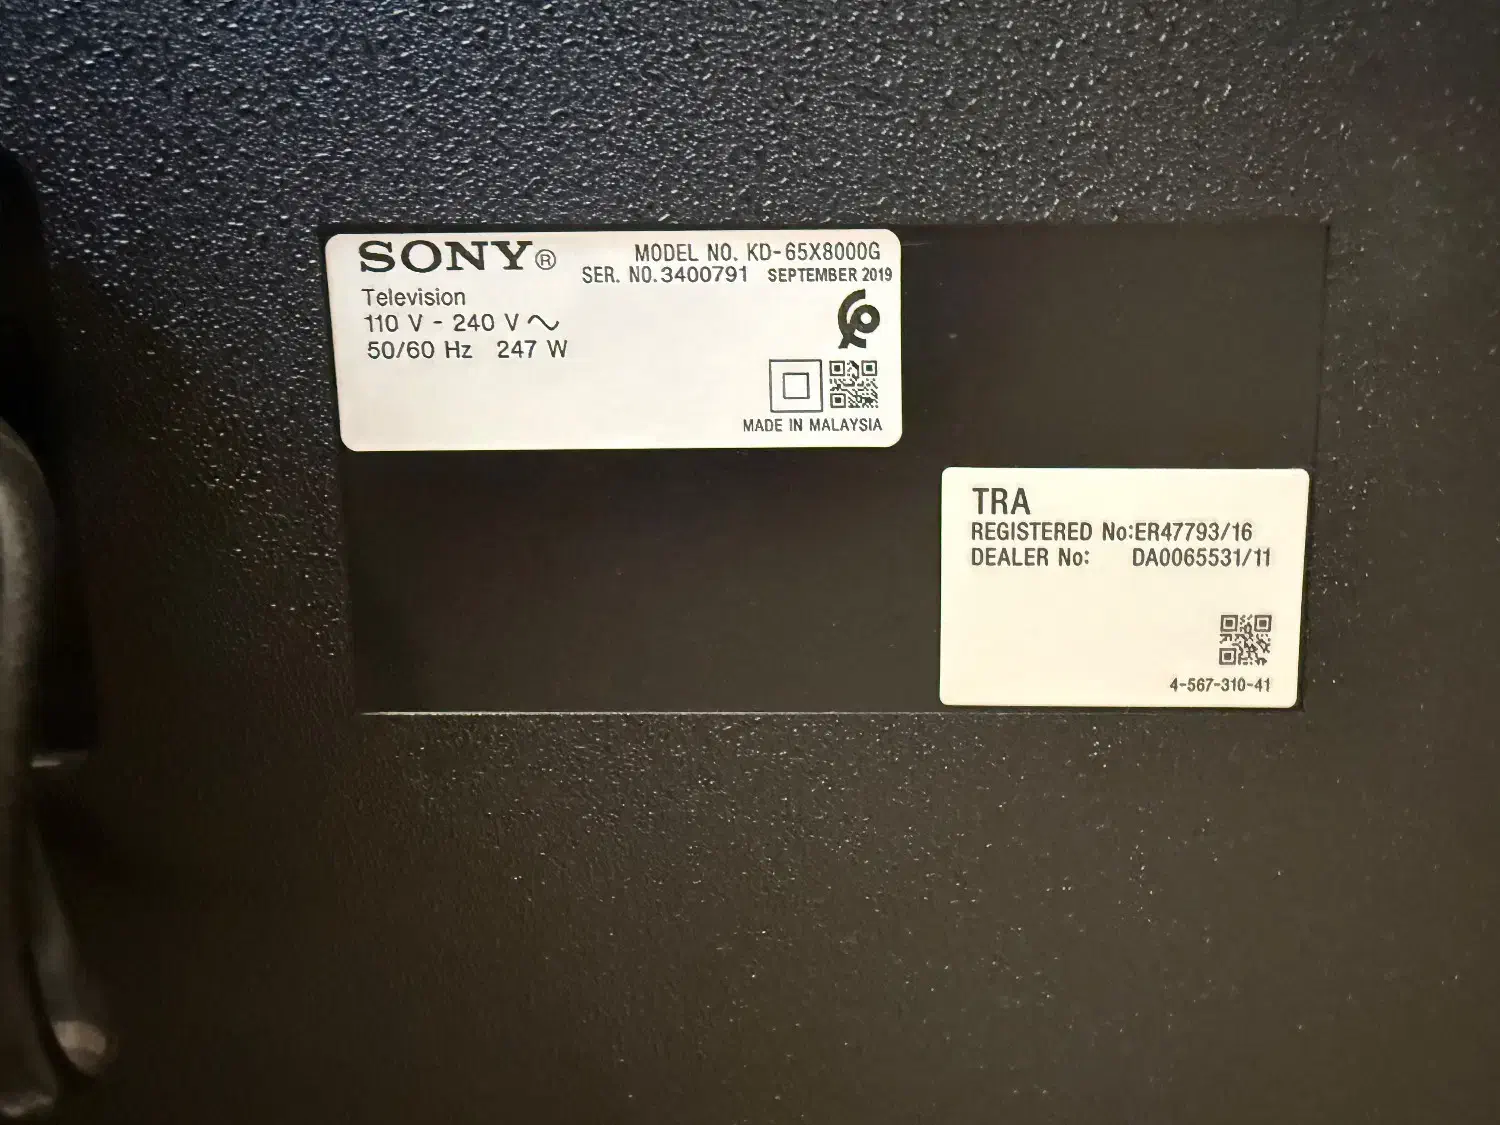 SONY®
MODEL NO. KD-65X8000G
SER. NO.3400791 SEPTEMBER 2019
Television
110 V - 240 V ~
50/60 Hz 247 W
MADE IN MALAYSIA
TRA
REGISTERED No:ER47793/16
DEALER No: DA0065531/11
4-567-310-41